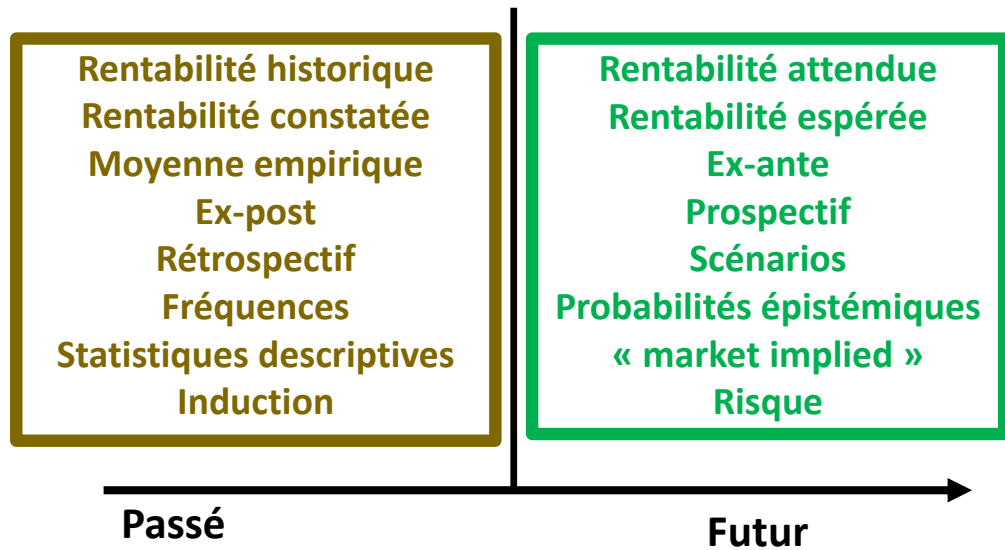 Rentabilité historique
Rentabilité constatée
Moyenne empirique
Ex-post
Rétrospectif
Fréquences
Statistiques descriptives
Induction
Rentabilité attendue
Rentabilité espérée
Ex-ante
Prospectif
Scénarios
Probabilités épistémiques
« market implied »
Risque
Passé
Futur